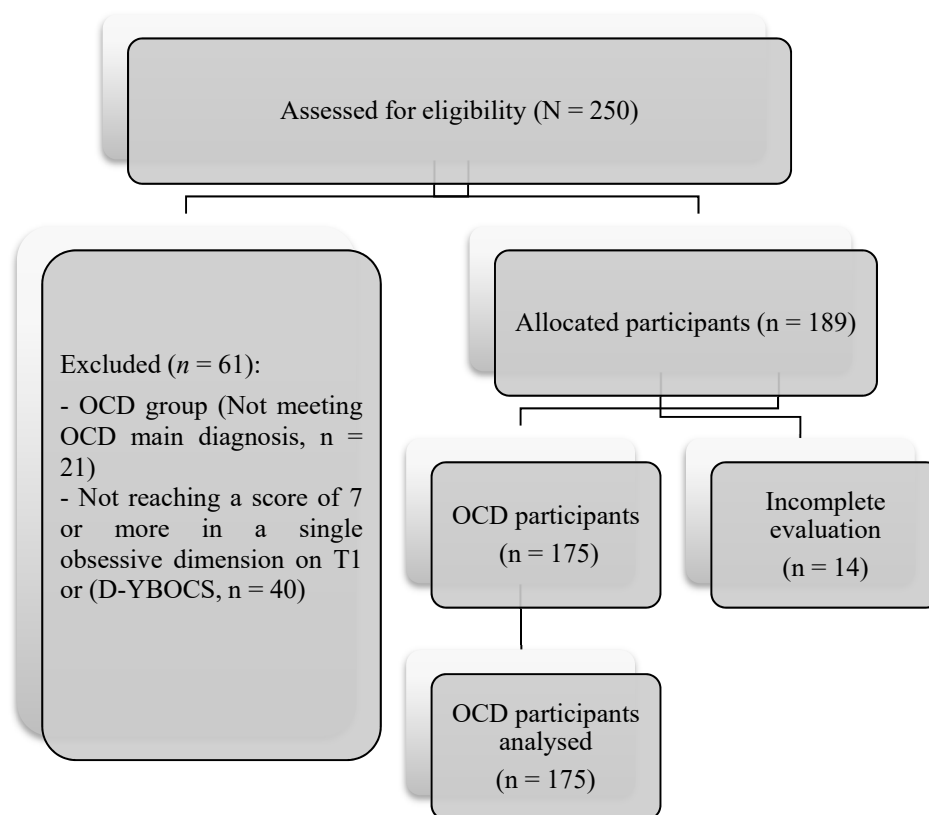 Assessed for eligibility (N = 250)
Excluded (n = 61):
- OCD group (Not meeting
OCD main diagnosis, n =
21)
- Not reaching a score of 7
or more in a single
obsessive dimension on T1
or (D-YBOCS, n = 40)
Allocated participants (n = 189)
OCD participants
(n = 175)
Incomplete
evaluation
(n = 14)
OCD participants
analysed
(n = 175)